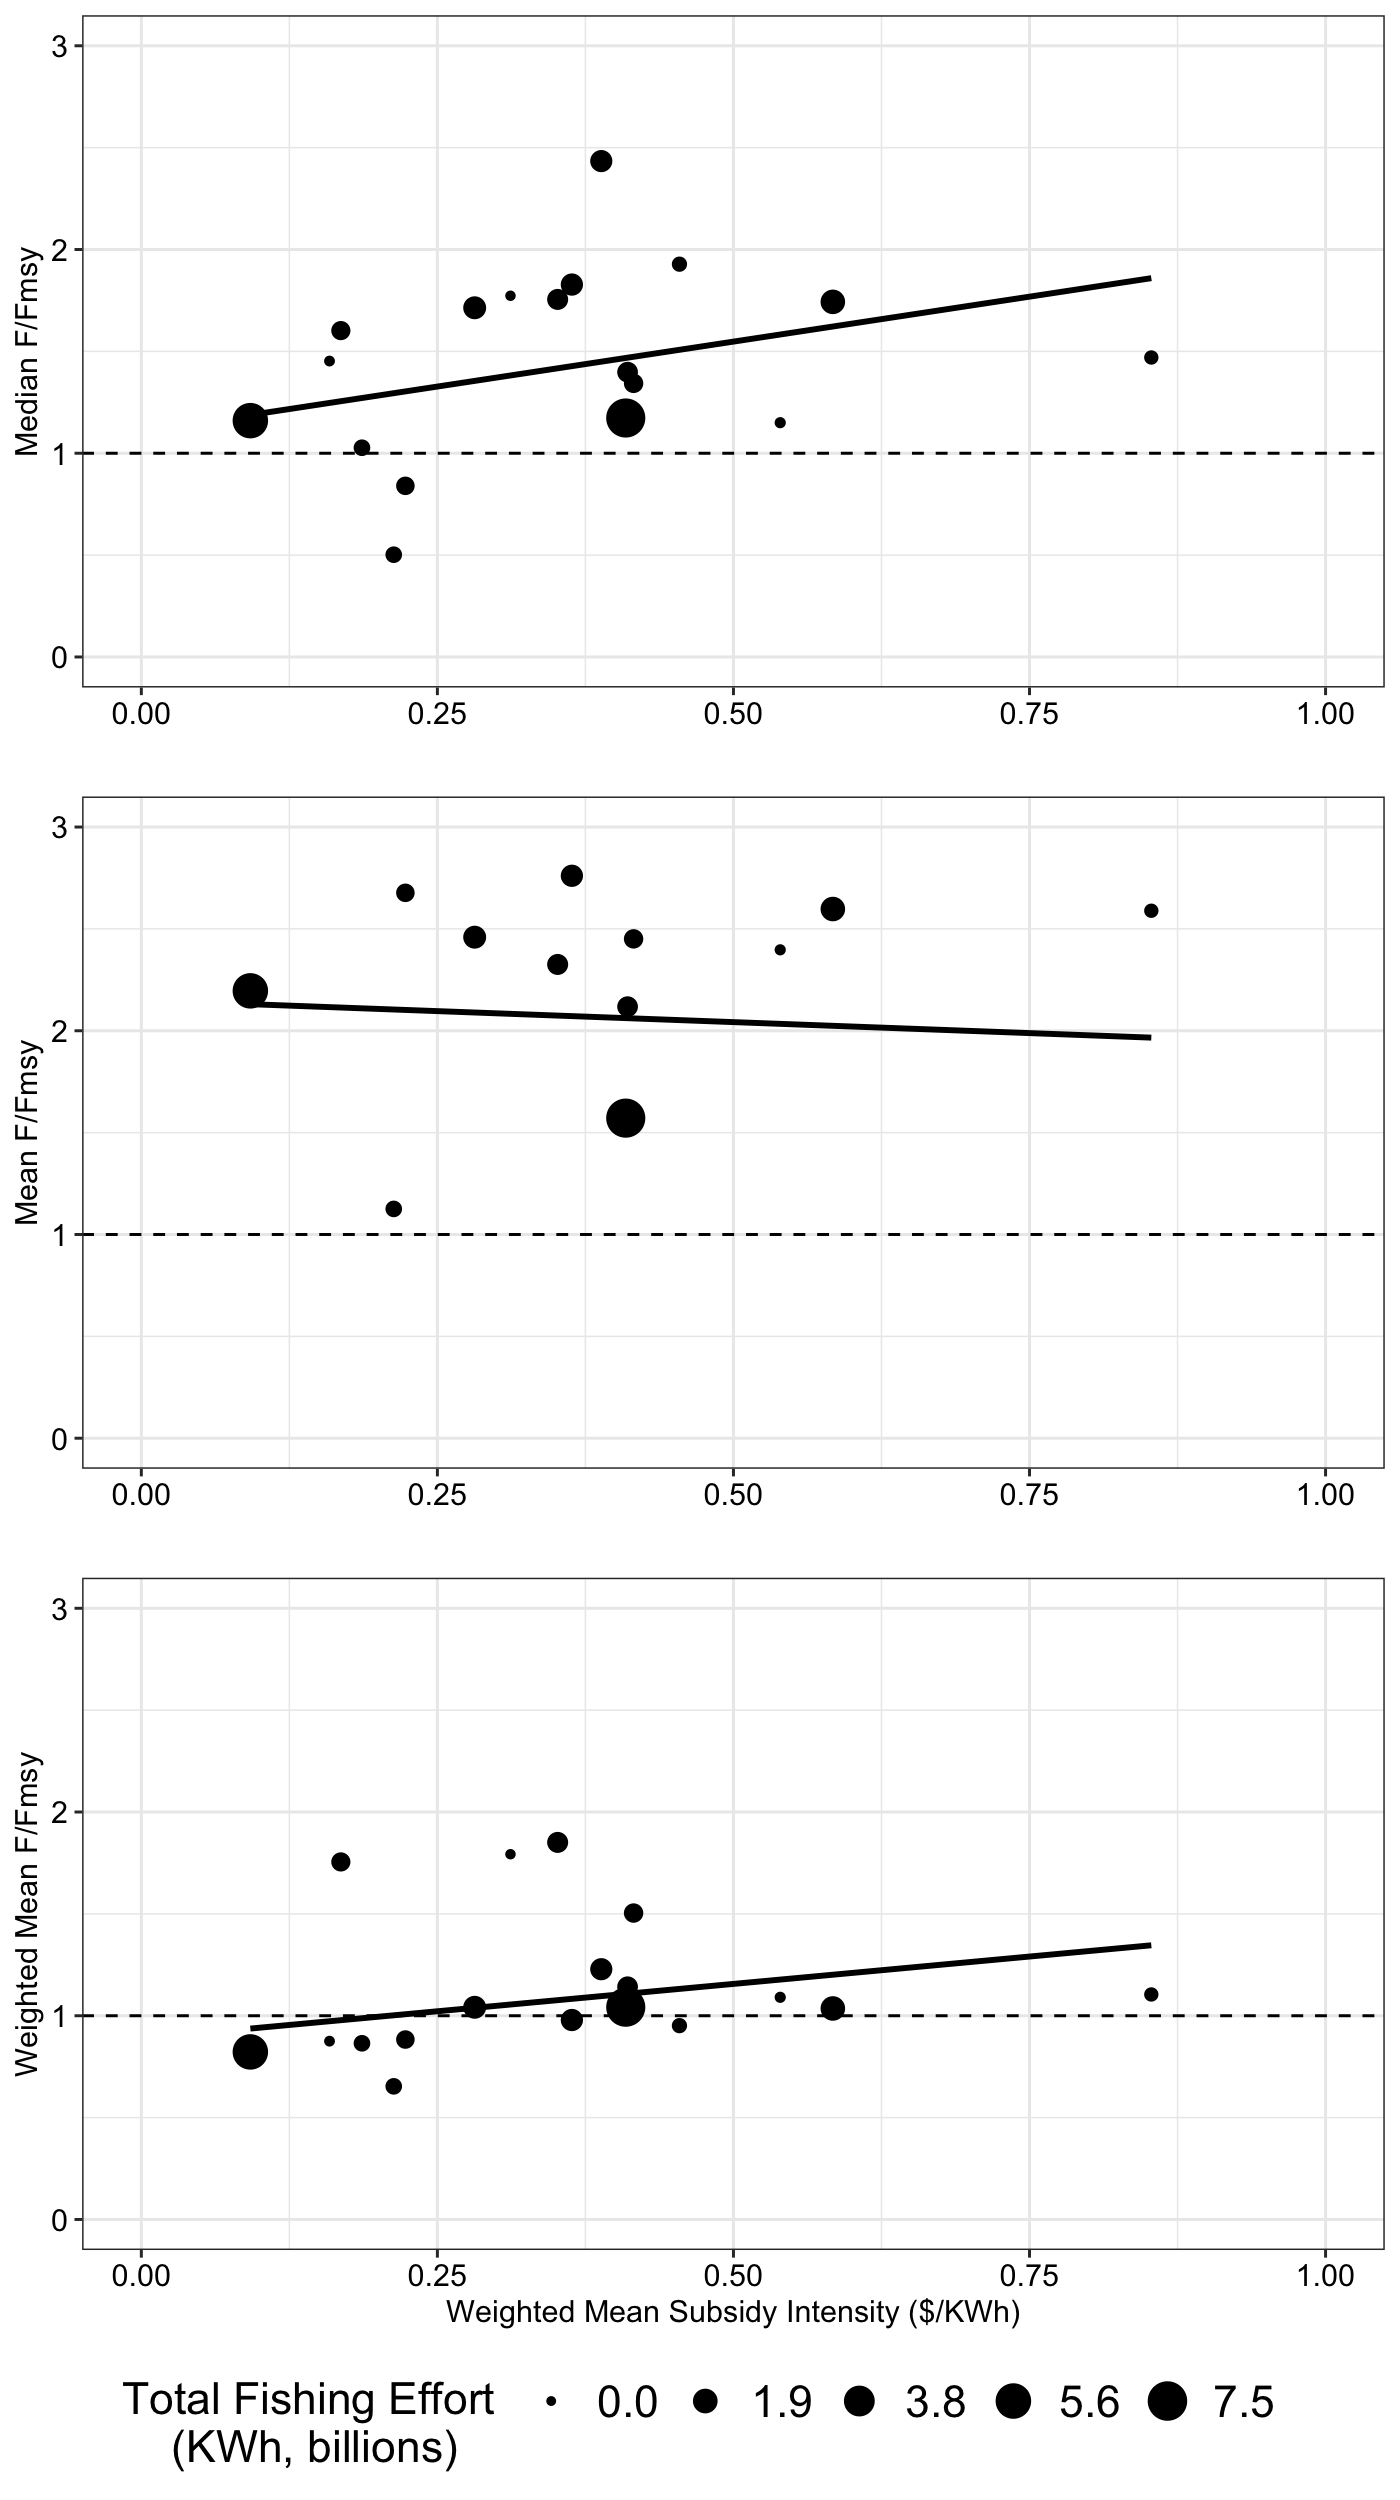 Median F/Fmsy
3
2
1
0
0.00 0.25 0.50 0.75 1.00
Mean F/Fmsy
3
2
1
0
0.00 0.25 0.50 0.75 1.00
Weighted Mean F/Fmsy
3
2
1
0
0.00 0.25 0.50 0.75 1.00
Weighted Mean Subsidy Intensity ($/KWh)
Total Fishing Effort 0.0 1.9 3.8 5.6 7.5
(KWh, billions)